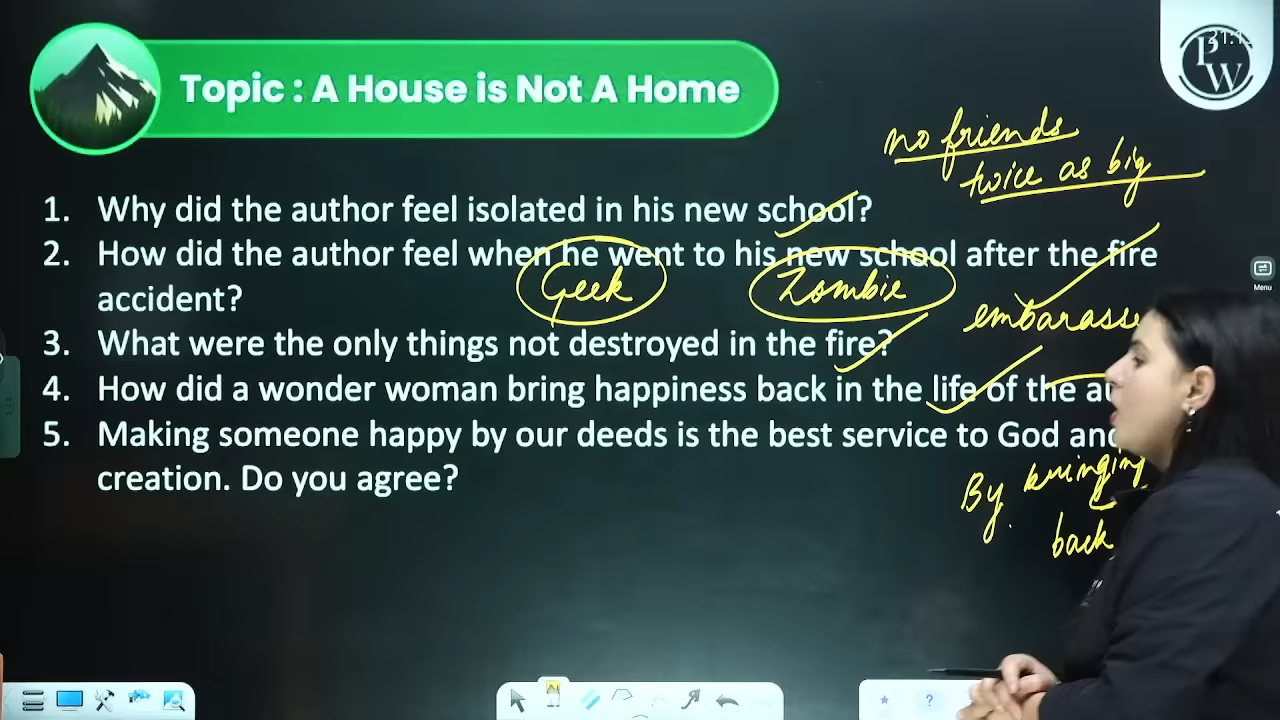 PW
21:1
Topic : A House is Not A Home
no friends
twice as big
1. Why did the author feel isolated in his new school?
2. How did the author feel when he went to his new school after the fire
accident?
Geek
Zombie
embarasse
3. What were the only things not destroyed in the fire?
4. How did a wonder woman bring happiness back in the life of the au
5. Making someone happy by our deeds is the best service to God and
creation. Do you agree?
By bringing
back
Menu